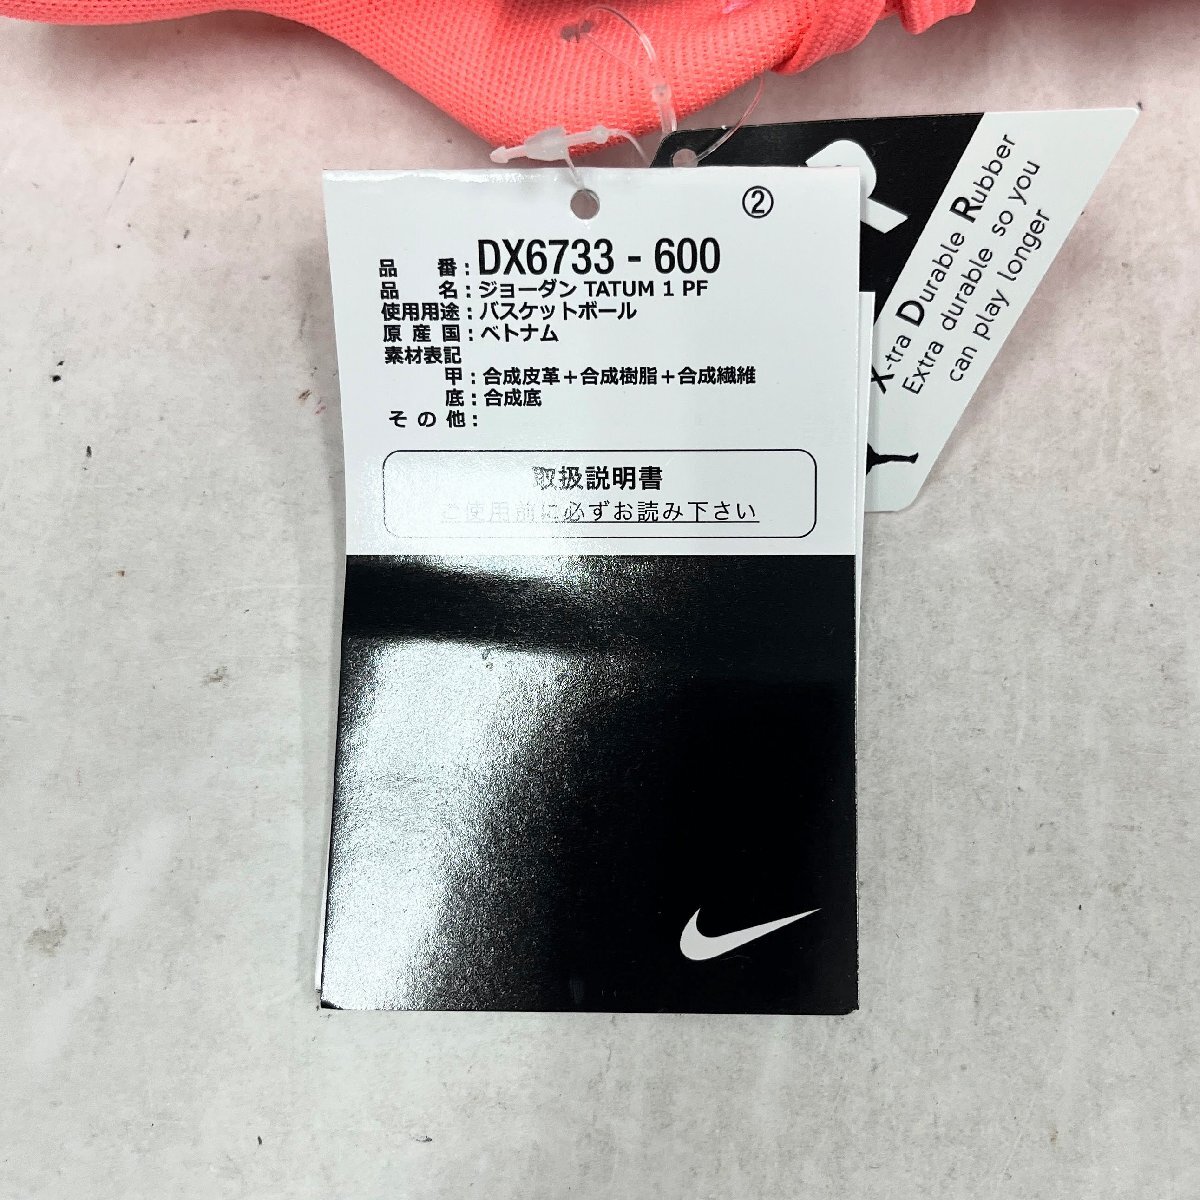 ②
品 番：DX6733 - 600
品 名：ジョーダン TATUM 1 PF
使用用途：バスケットボール
原 産 国：ベトナム
素材表記
甲：合成皮革＋合成樹脂＋合成繊維
底：合成底
そ の 他：
取扱説明書
ご使用前に必ずお読み下さい
X-tra Durable Rubber
Extra durable so you
can play longer